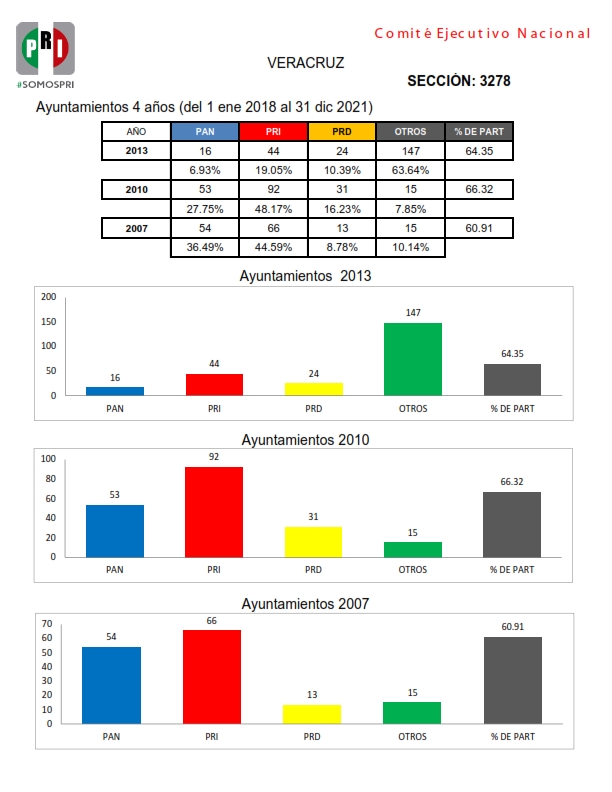 Comité Ejecutivo Nacional
PRI
#SOMOSPRI
VERACRUZ
SECCIÓN: 3278
Ayuntamientos 4 años (del 1 ene 2018 al 31 dic 2021)
AÑO PAN PRI PRD OTROS % DE PART
2013 16 44 24 147 64.35
6.93% 19.05% 10.39% 63.64%
2010 53 92 31 15 66.32
27.75% 48.17% 16.23% 7.85%
2007 54 66 13 15 60.91
36.49% 44.59% 8.78% 10.14%
Ayuntamientos 2013
200
150
100
50
0
16 44 24 147 64.35
PAN PRI PRD OTROS % DE PART
Ayuntamientos 2010
100
80
60
40
20
0
53 92 31 15 66.32
PAN PRI PRD OTROS % DE PART
Ayuntamientos 2007
70
60
50
40
30
20
10
0
54 66 13 15 60.91
PAN PRI PRD OTROS % DE PART